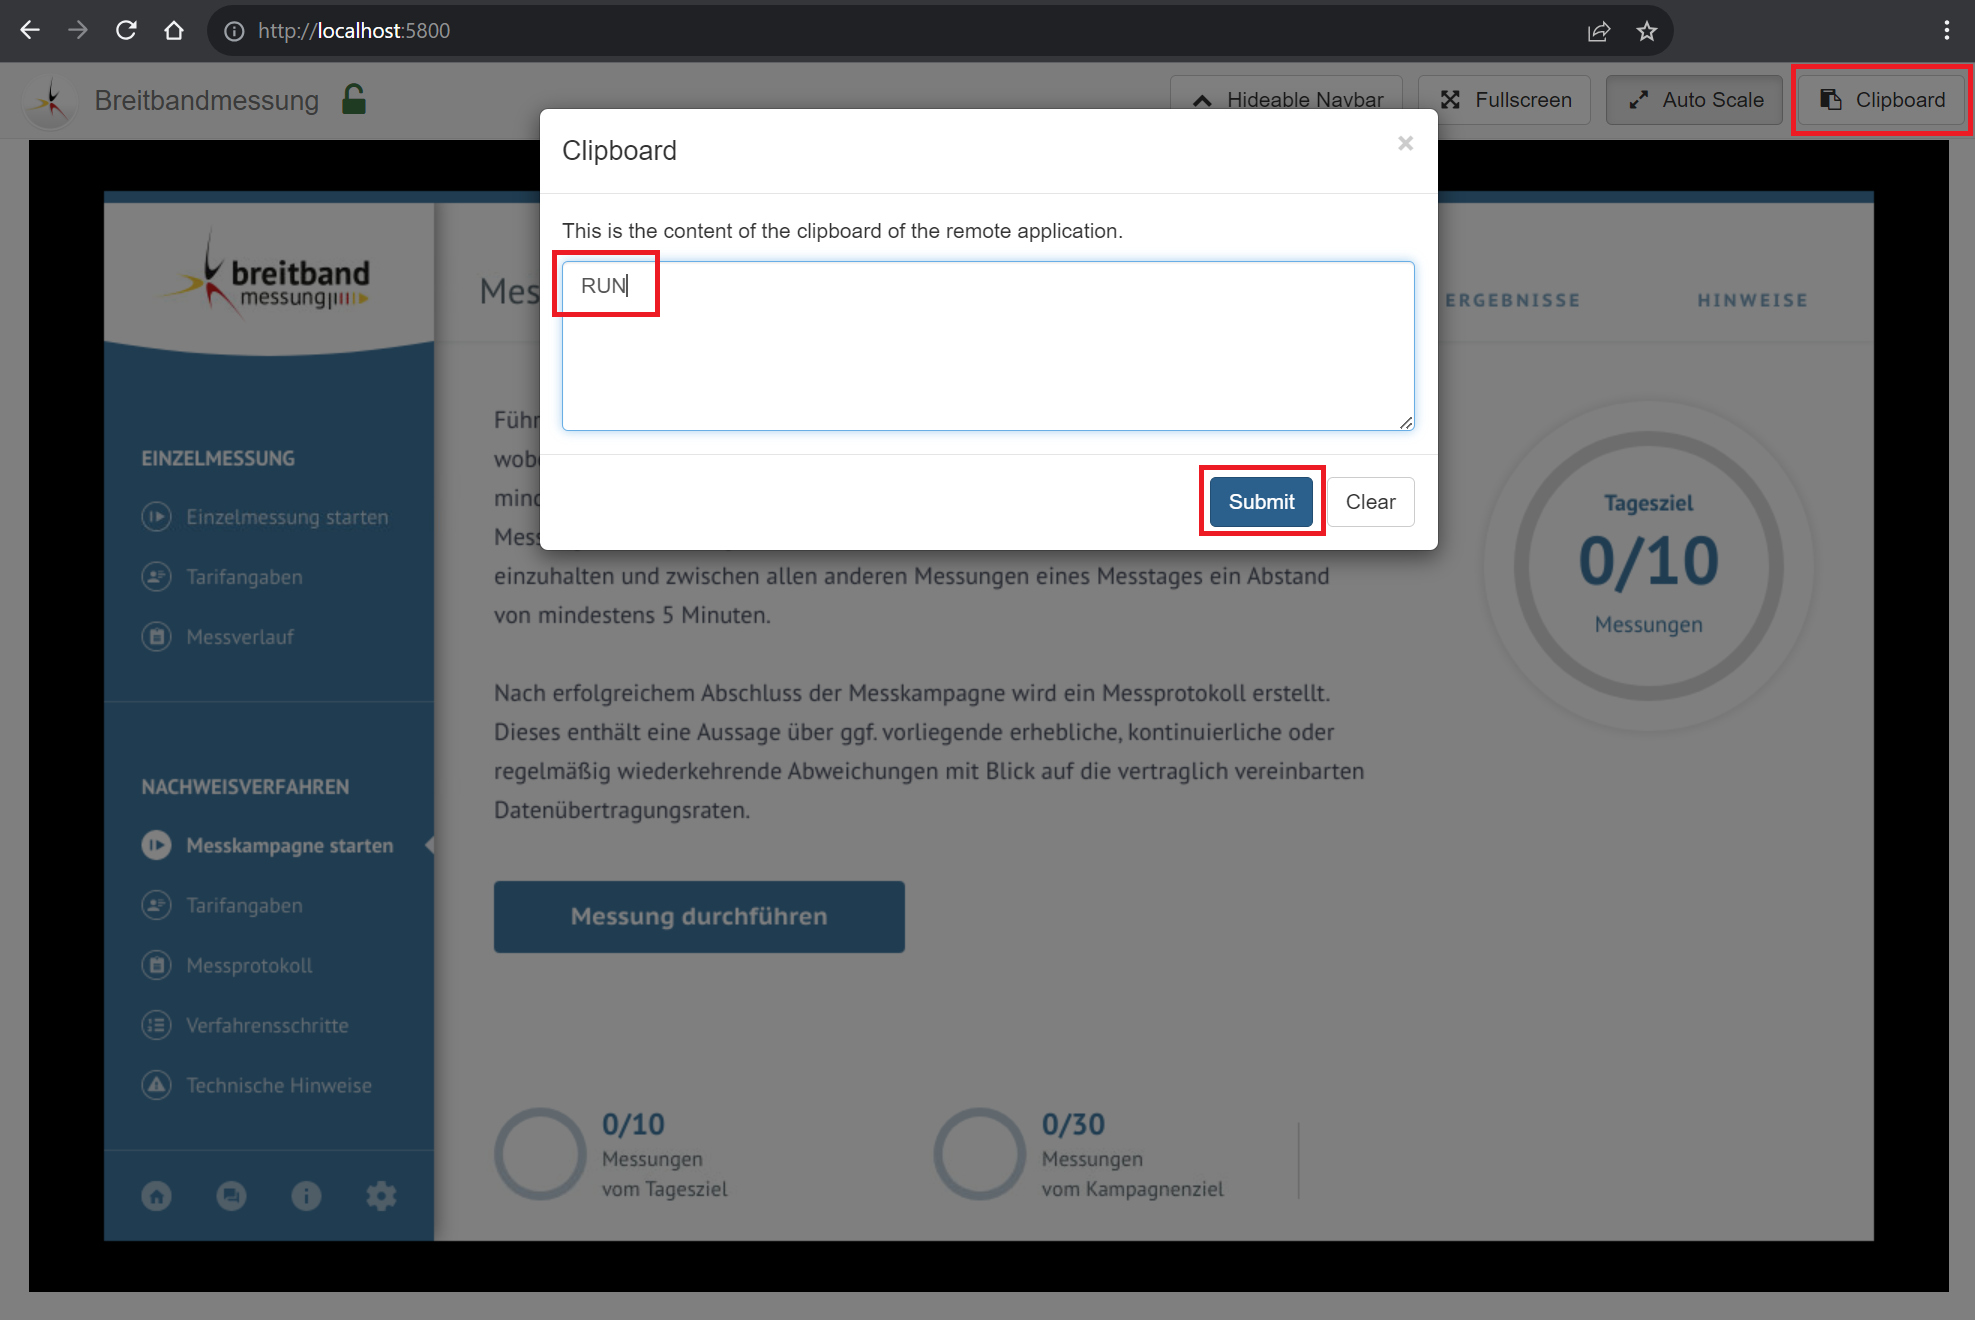 http://localhost:5800
Breitbandmessung
Hideable Navbar
Fullscreen
Auto Scale
Clipboard
Clipboard
×
This is the content of the clipboard of the remote application.
RUN
Submit
Clear
breitband
messung
Mes
ERGEBNISSE
HINWEISE
EINZELMESSUNG
Einzelmessung starten
Tarifangaben
Messverlauf
NACHWEISVERFAHREN
Messkampagne starten
Tarifangaben
Messprotokoll
Verfahrensschritte
Technische Hinweise
Führ
wob
mind
Mess
einzuhalten und zwischen allen anderen Messungen eines Messtages ein Abstand
von mindestens 5 Minuten.
Nach erfolgreichem Abschluss der Messkampagne wird ein Messprotokoll erstellt.
Dieses enthält eine Aussage über ggf. vorliegende erhebliche, kontinuierliche oder
regelmäßig wiederkehrende Abweichungen mit Blick auf die vertraglich vereinbarten
Datenübertragungsraten.
Messung durchführen
Tagesziel
0/10
Messungen
0/10
Messungen
vom Tagesziel
0/30
Messungen
vom Kampagnenziel